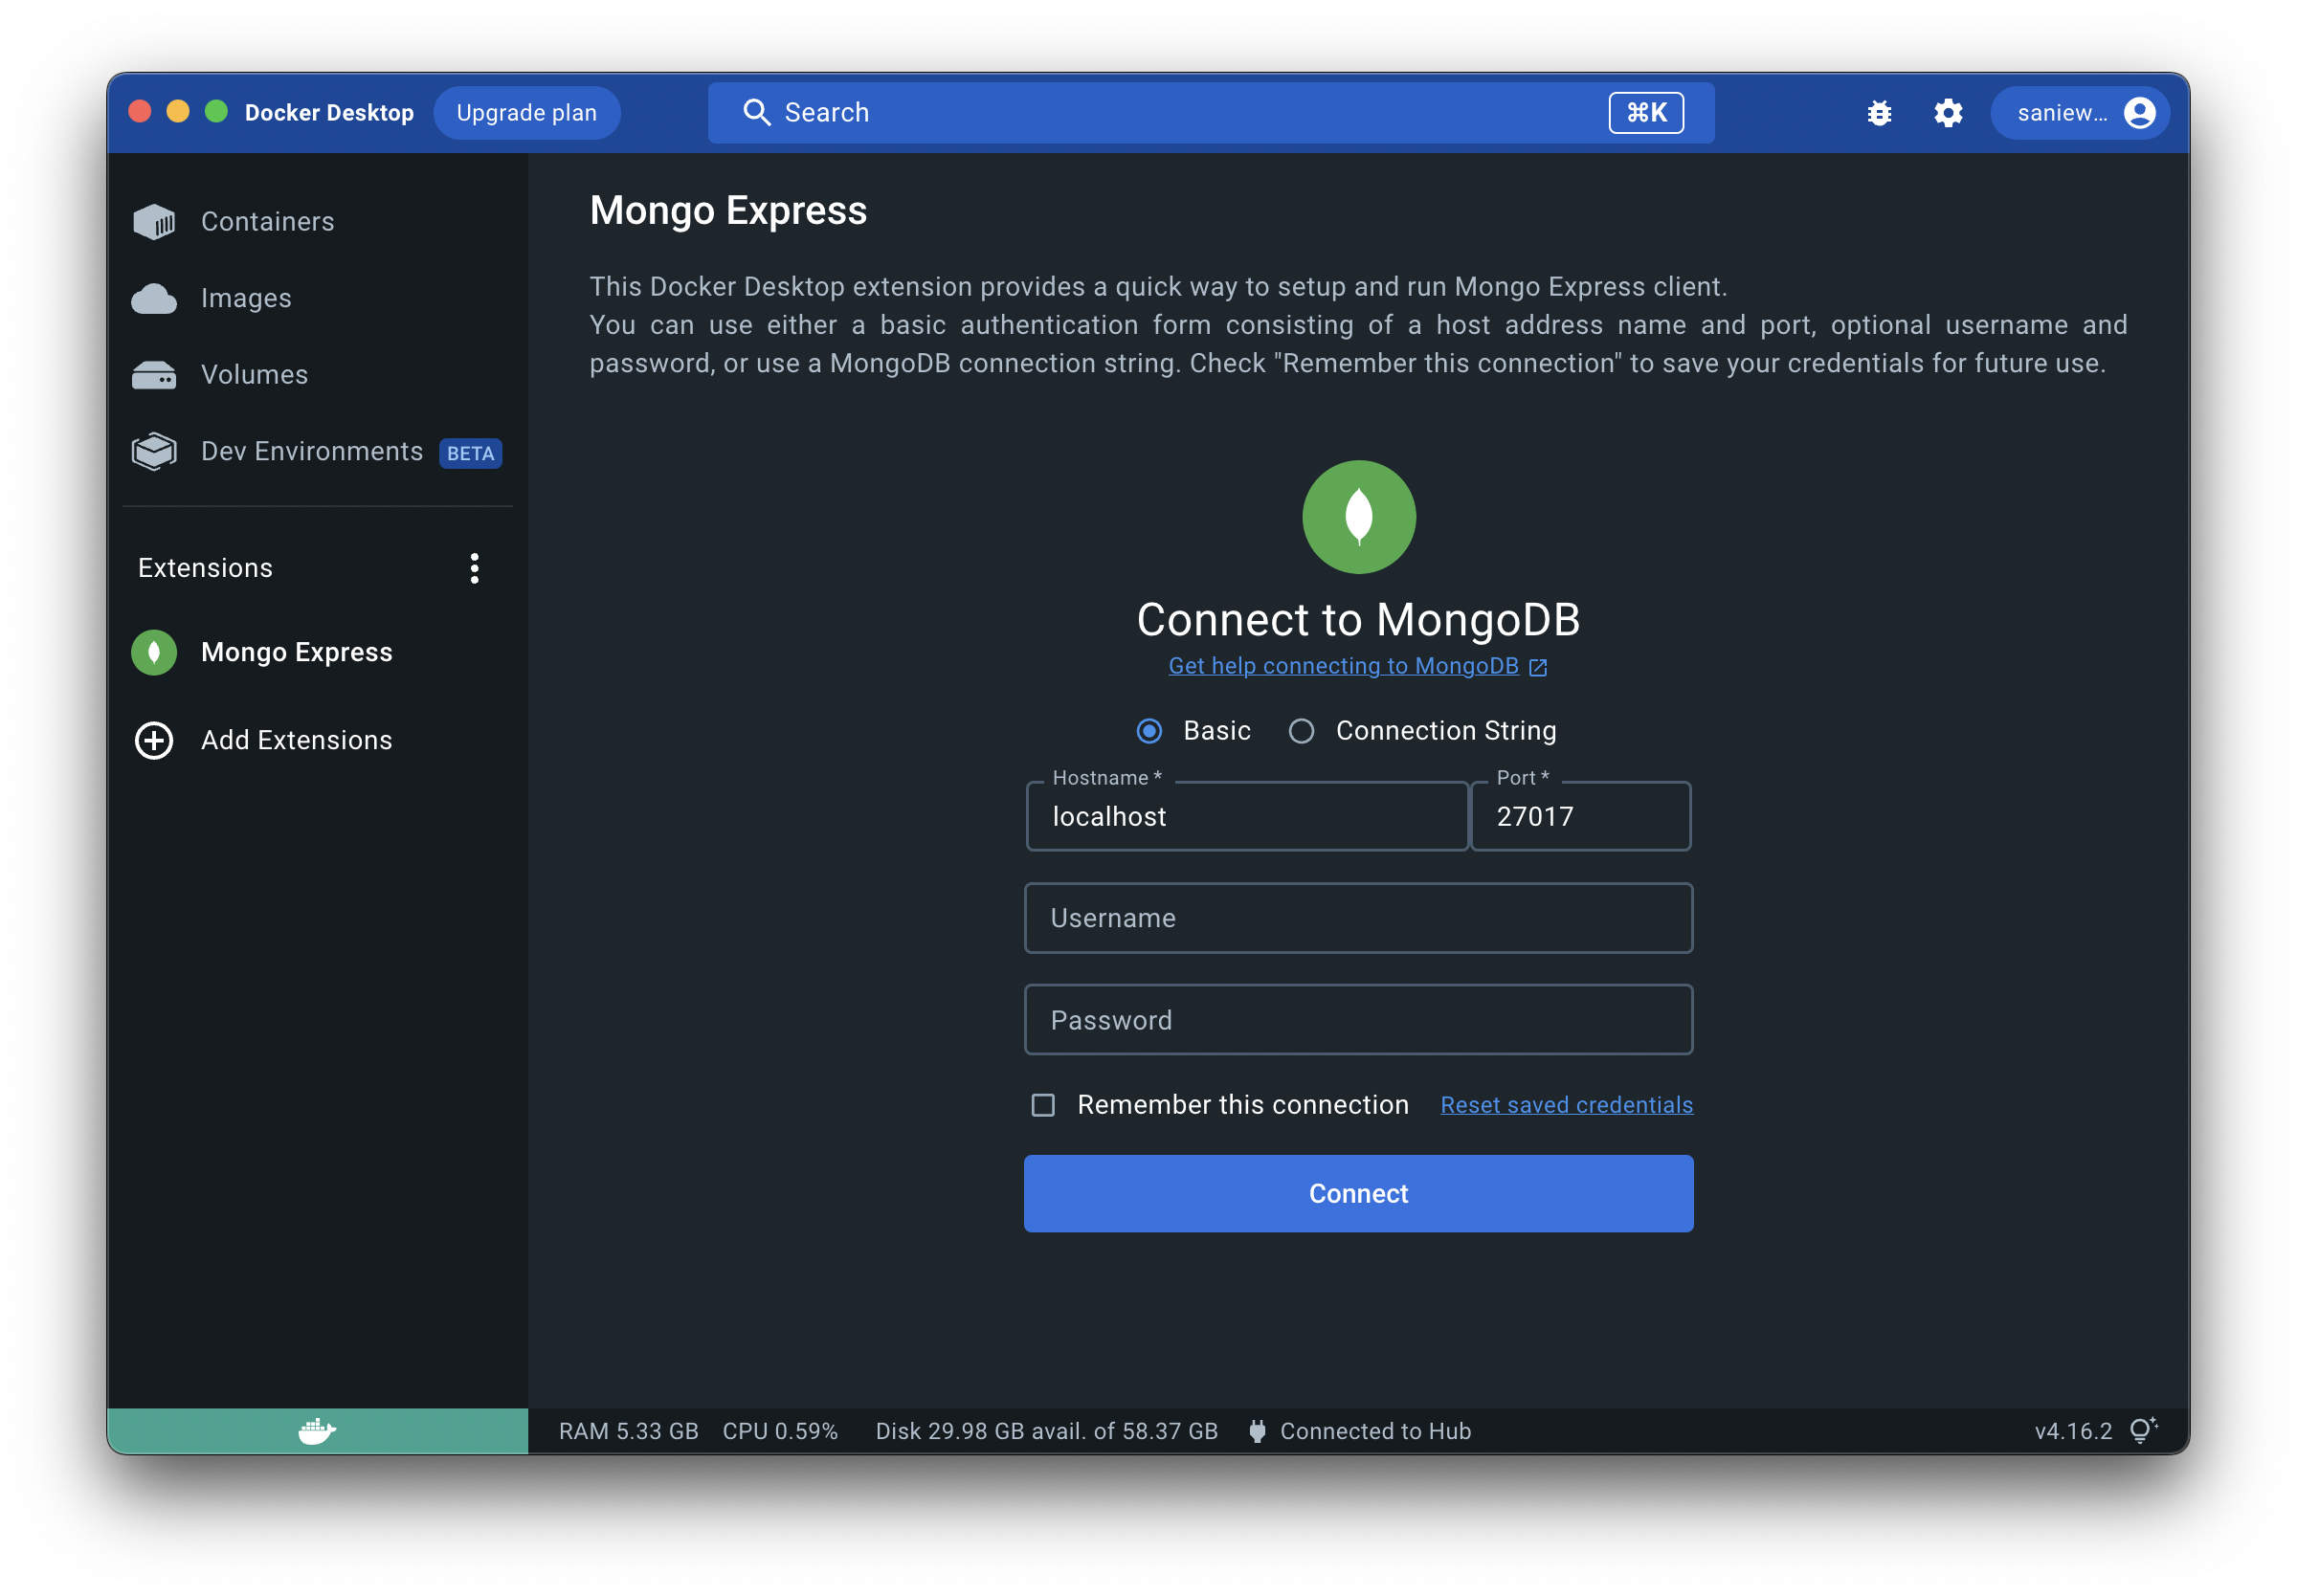 Docker Desktop
Upgrade plan
Search
⌘K
saniew...
Containers
Images
Volumes
Dev Environments BETA
Extensions
Mongo Express
Add Extensions
Mongo Express
This Docker Desktop extension provides a quick way to setup and run Mongo Express client.
You can use either a basic authentication form consisting of a host address name and port, optional username and
password, or use a MongoDB connection string. Check "Remember this connection" to save your credentials for future use.
Connect to MongoDB
Get help connecting to MongoDB
Basic
Connection String
Hostname *
localhost
Port *
27017
Username
Password
Remember this connection
Reset saved credentials
Connect
RAM 5.33 GB CPU 0.59% Disk 29.98 GB avail. of 58.37 GB Connected to Hub
v4.16.2